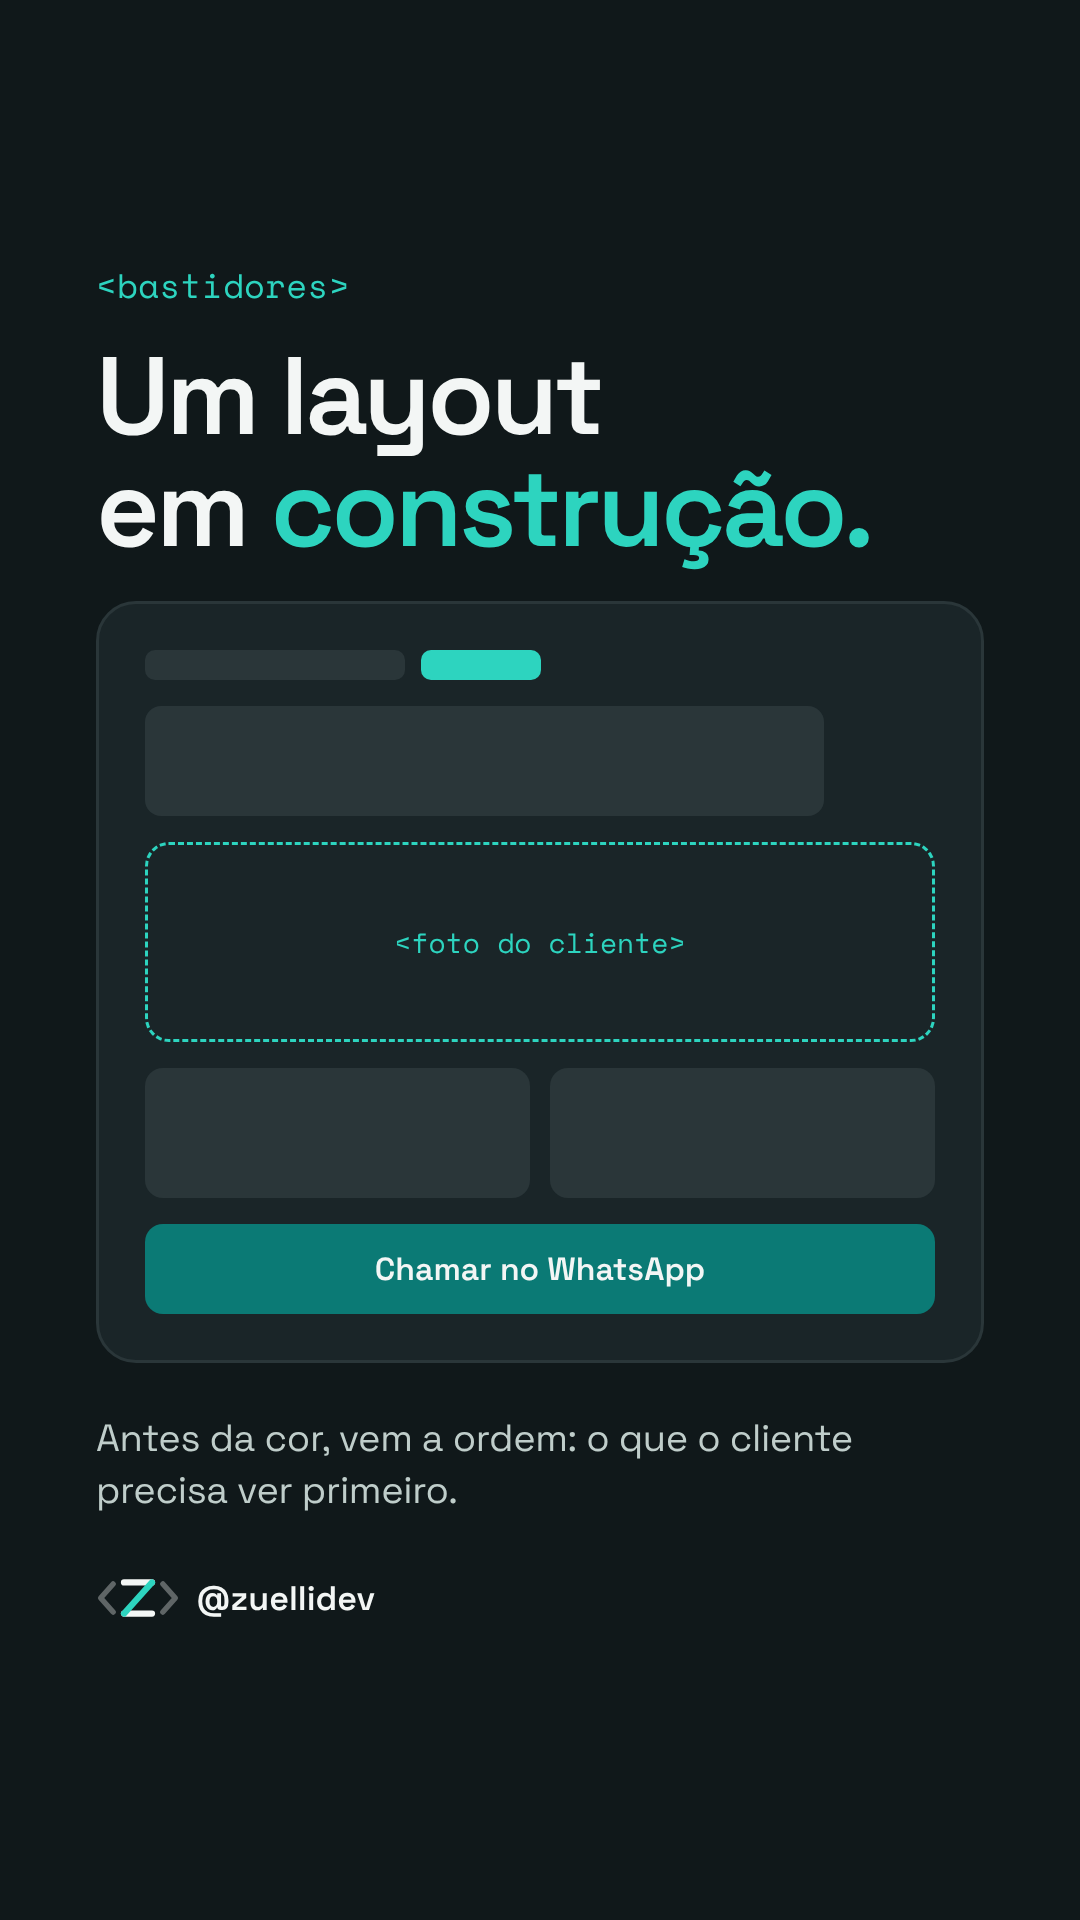 <bastidores>
Um layout
em construção.
<foto do cliente>
Chamar no WhatsApp
Antes da cor, vem a ordem: o que o cliente
precisa ver primeiro.
<Z> @zuellidev